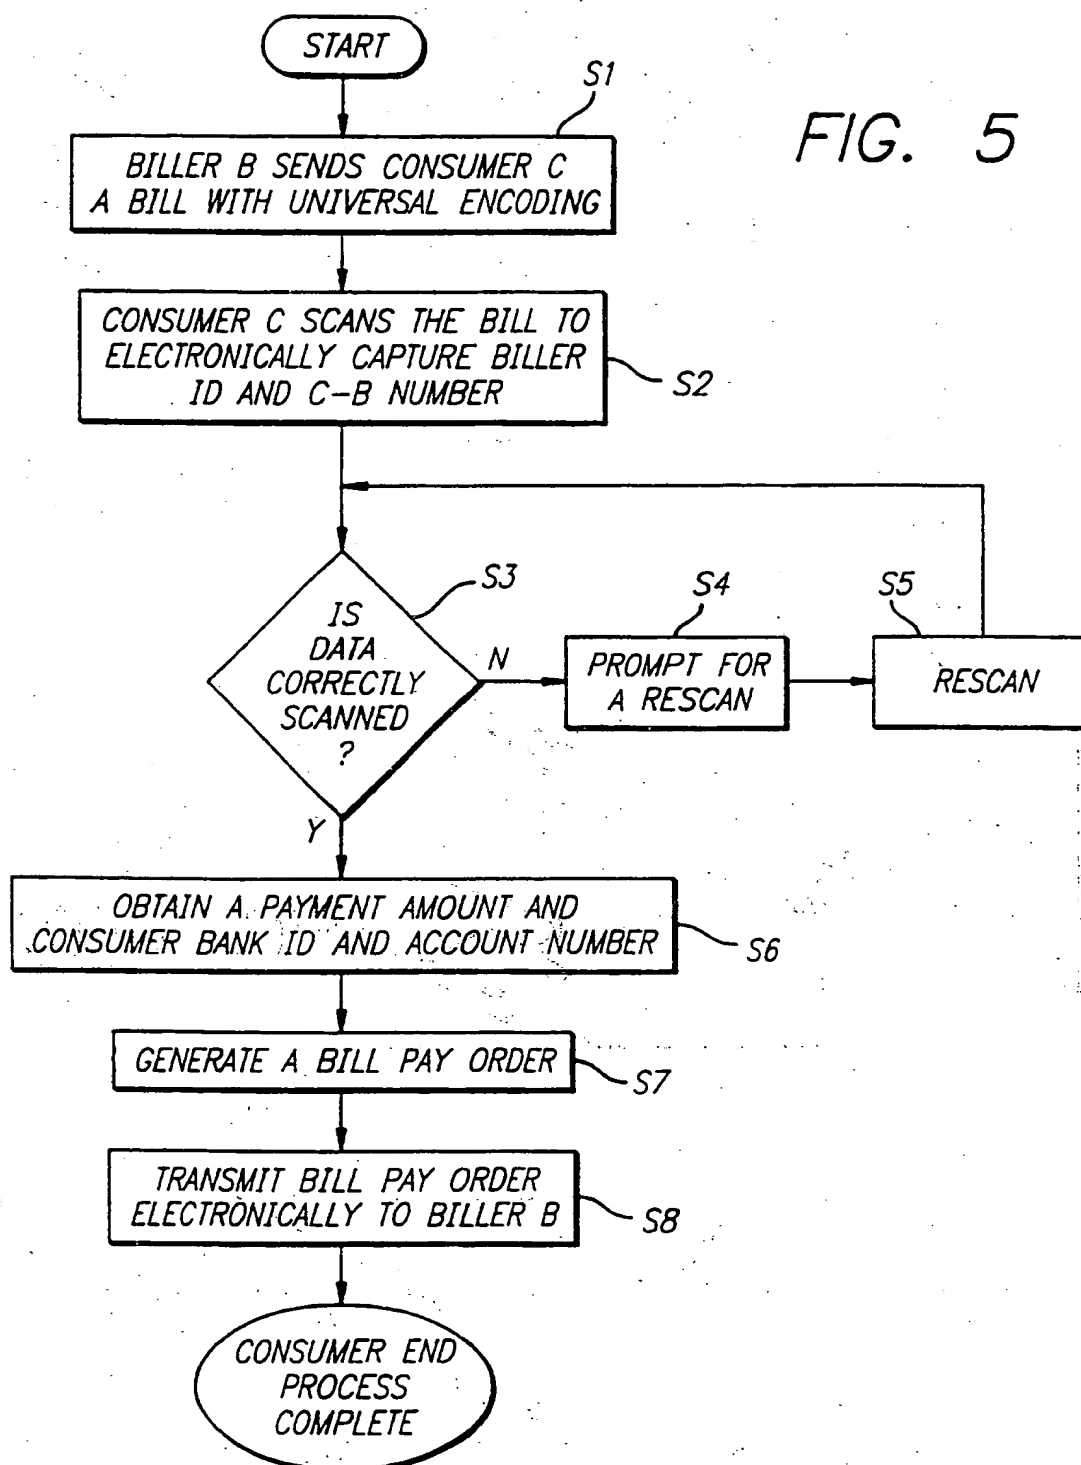 START
S1
FIG. 5
BILLER B SENDS CONSUMER C
A BILL WITH UNIVERSAL ENCODING
CONSUMER C SCANS THE BILL TO
ELECTRONICALLY CAPTURE BILLER
ID AND C-B NUMBER
S2
S3
IS
DATA
CORRECTLY
SCANNED
?
N
S4
PROMPT FOR
A RESCAN
S5
RESCAN
Y
OBTAIN A PAYMENT AMOUNT AND
CONSUMER BANK ID AND ACCOUNT NUMBER
S6
GENERATE A BILL PAY ORDER
S7
TRANSMIT BILL PAY ORDER
ELECTRONICALLY TO BILLER B
S8
CONSUMER END
PROCESS
COMPLETE